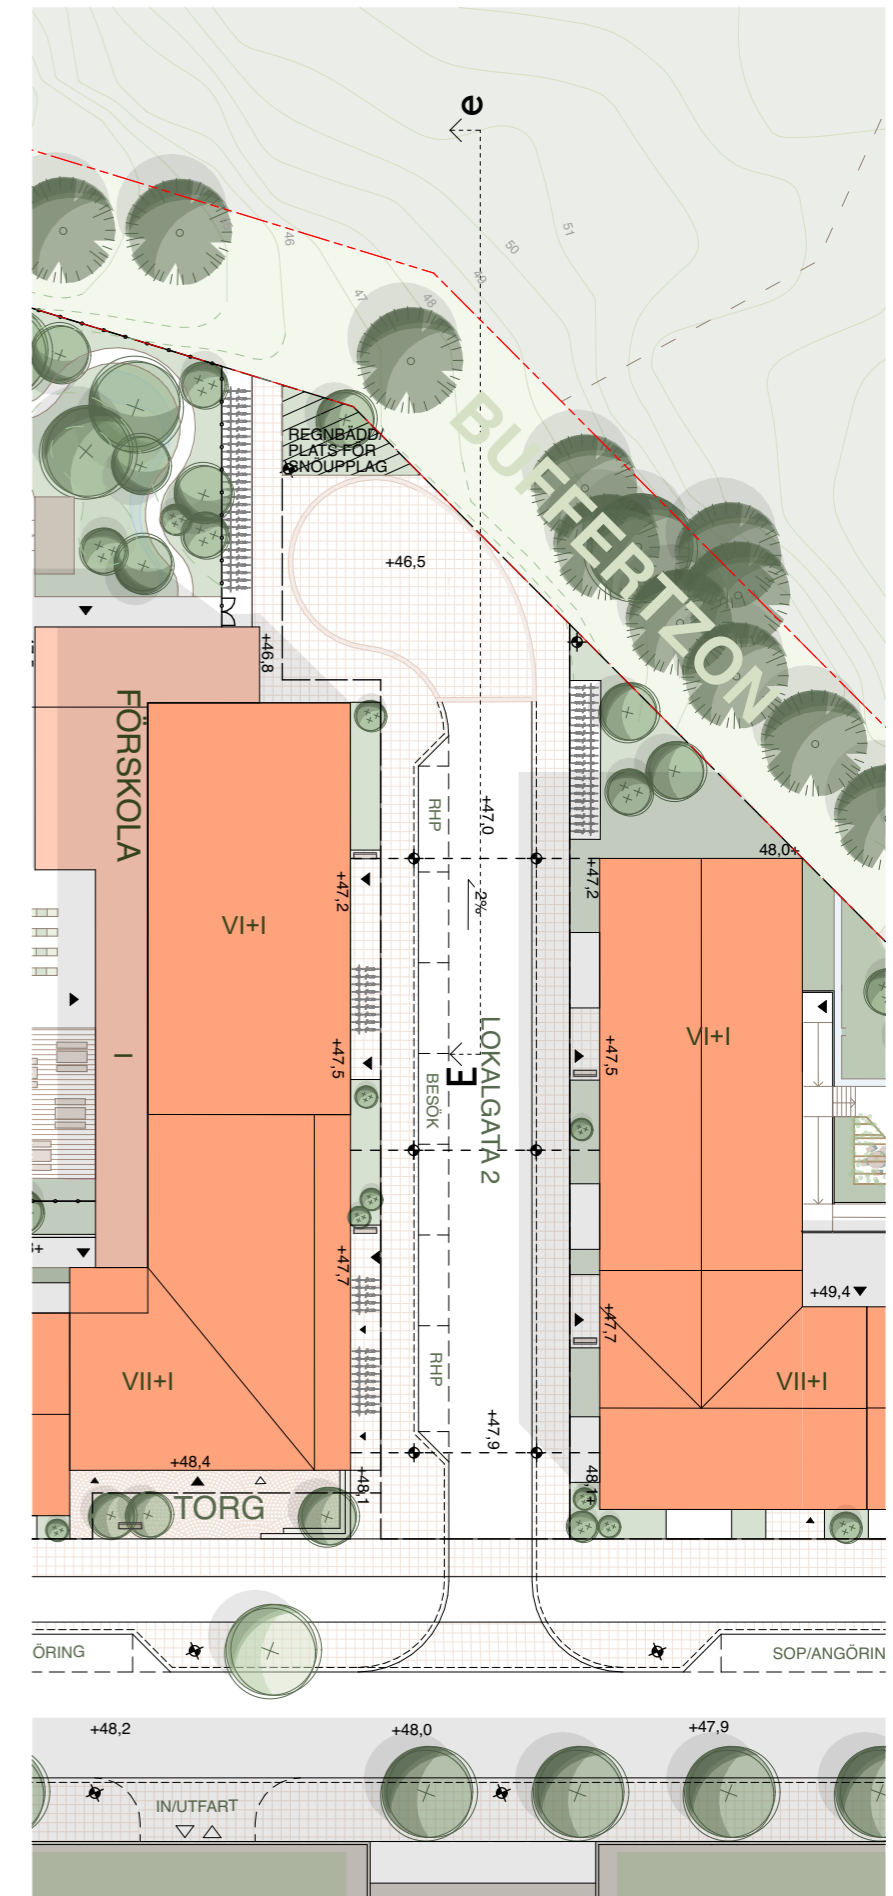 e
46
47
48
49
50
51
BUFFERTZON
REGNBÄDD/
PLATS FÖR
SNÖUPPLAG
+46,5
+46,8
FÖRSKOLA
RHP
+47,0
48,0+
+47,2
2%
+47,2
VI+I
LOKALGATA 2
VI+I
I
+47,5
BESÖK
E
+47,5
+47,7
+49,4
+47,7
VII+I
RHP
VII+I
+47,9
+48,4
+48,1
48,1+
TORG
ÖRING
SOP/ANGÖRIN
+48,2
+48,0
+47,9
IN/UTFART